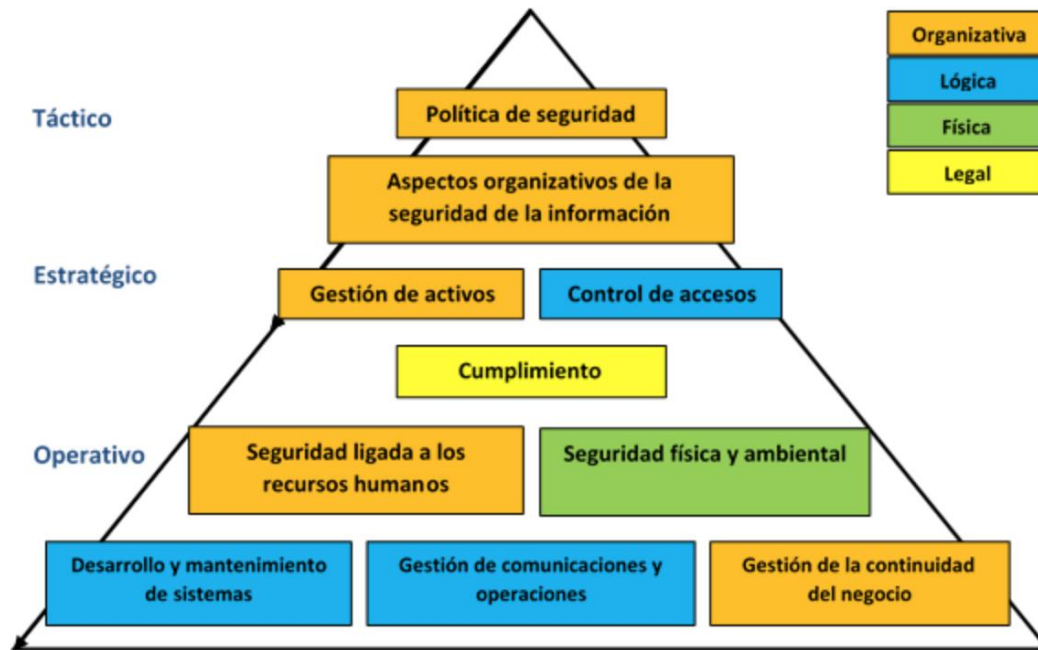 Organizativa
Lógica
Física
Legal
Táctico
Política de seguridad
Aspectos organizativos de la
seguridad de la información
Estratégico
Gestión de activos
Control de accesos
Cumplimiento
Operativo
Seguridad ligada a los
recursos humanos
Seguridad física y ambiental
Desarrollo y mantenimiento
de sistemas
Gestión de comunicaciones y
operaciones
Gestión de la continuidad
del negocio